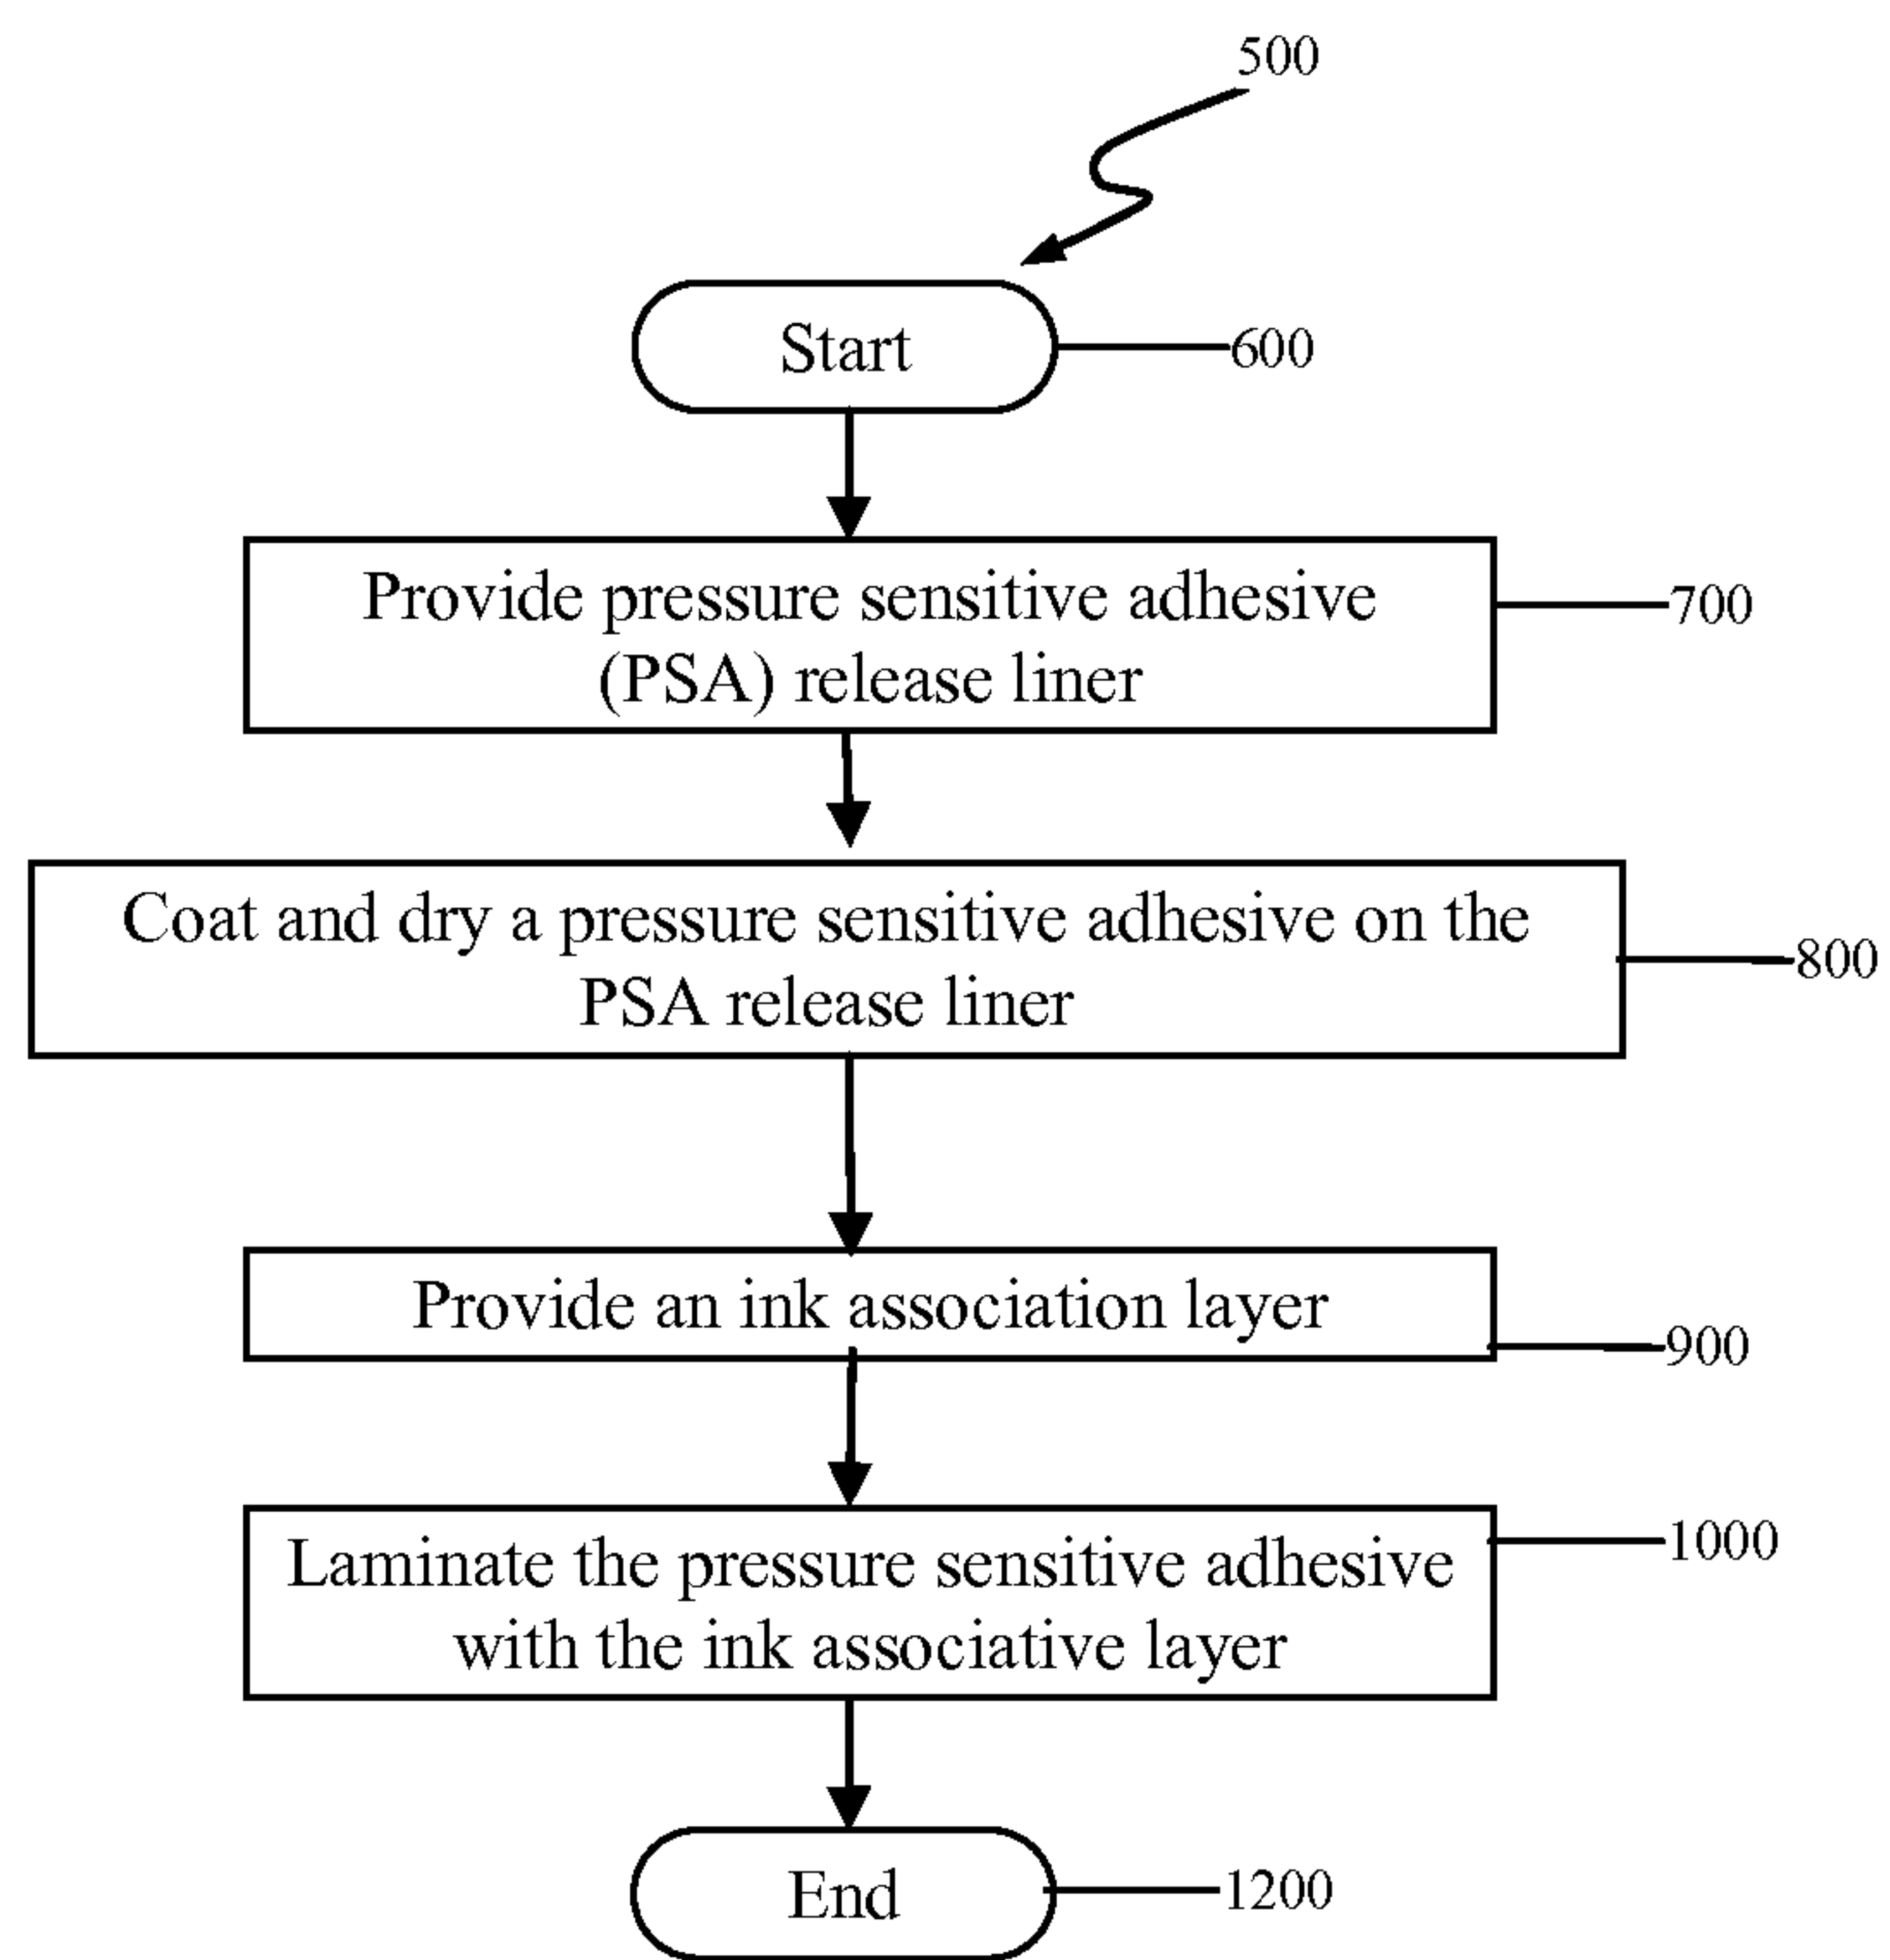 500
Start
600
Provide pressure sensitive adhesive
(PSA) release liner
700
Coat and dry a pressure sensitive adhesive on the
PSA release liner
800
Provide an ink association layer
900
Laminate the pressure sensitive adhesive
with the ink associative layer
1000
End
1200